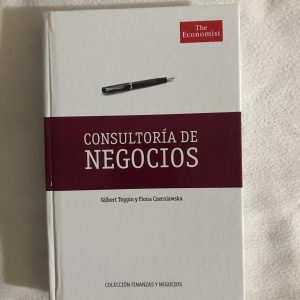 The
Economist
CONSULTORÍA DE
NEGOCIOS
Gilbert Toppin y Fiona Czerniawska
COLECCIÓN FINANZAS Y NEGOCIOS